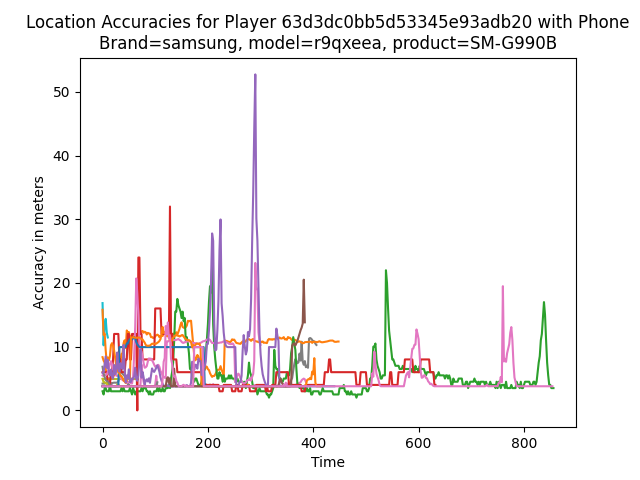 Location Accuracies for Player 63d3dc0bb5d53345e93adb20 with Phone
Brand=samsung, model=r9qxeea, product=SM-G990B
50
40
30
20
10
0
Accuracy in meters
0 200 400 600 800
Time